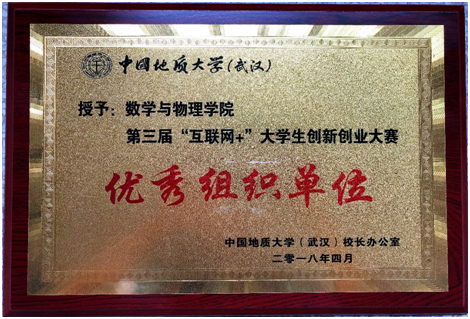 中国地质大学(武汉)
授予：数学与物理学院
第三届“互联网+”大学生创新创业大赛
优秀组织单位
中国地质大学（武汉）校长办公室
二零一八年四月